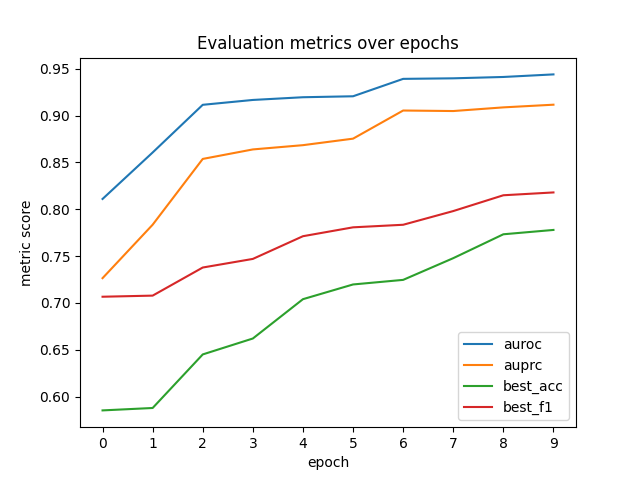 Evaluation metrics over epochs
metric score
0.95
0.90
0.85
0.80
0.75
0.70
0.65
0.60
auroc
auprc
best_acc
best_f1
0 1 2 3 4 5 6 7 8 9
epoch